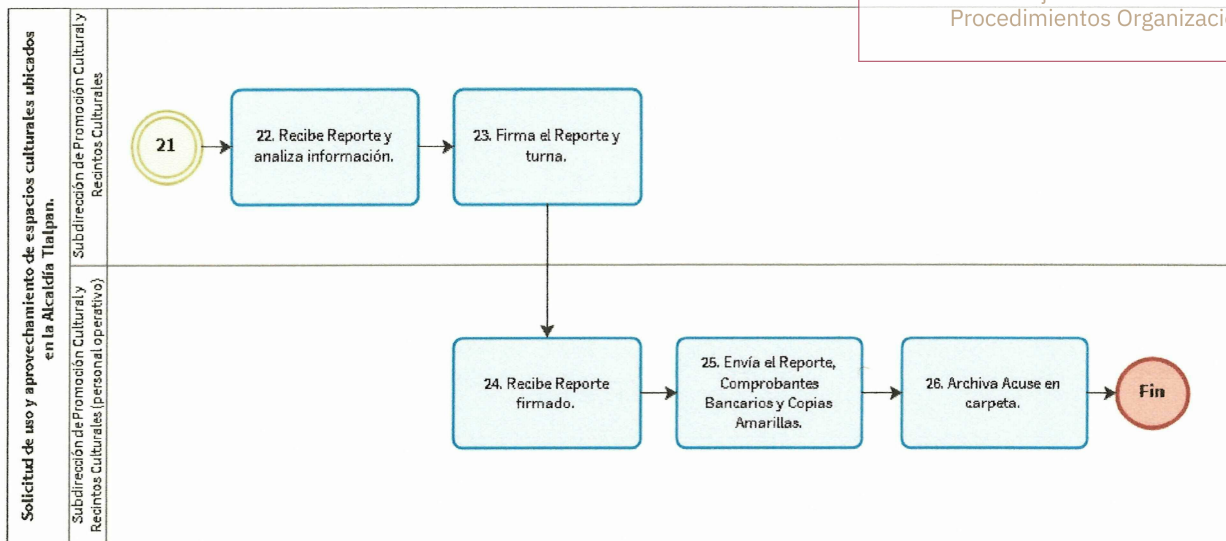 Procedimientos
Solicitud de uso y aprovechamiento de espacios culturales ubicados
en la Alcaldía Tlalpan.
Subdirección de Promoción Cultural y
Recintos Culturales
21
22. Recibe Reporte y
analiza información.
23. Firma el Reporte y
turna.
Subdirección de Promoción Cultural y
Recintos Culturales (personal operativo)
24. Recibe Reporte
firmado.
25. Envía el Reporte,
Comprobantes
Bancarios y Copias
Amarillas.
26. Archiva Acuse en
carpeta.
Fin